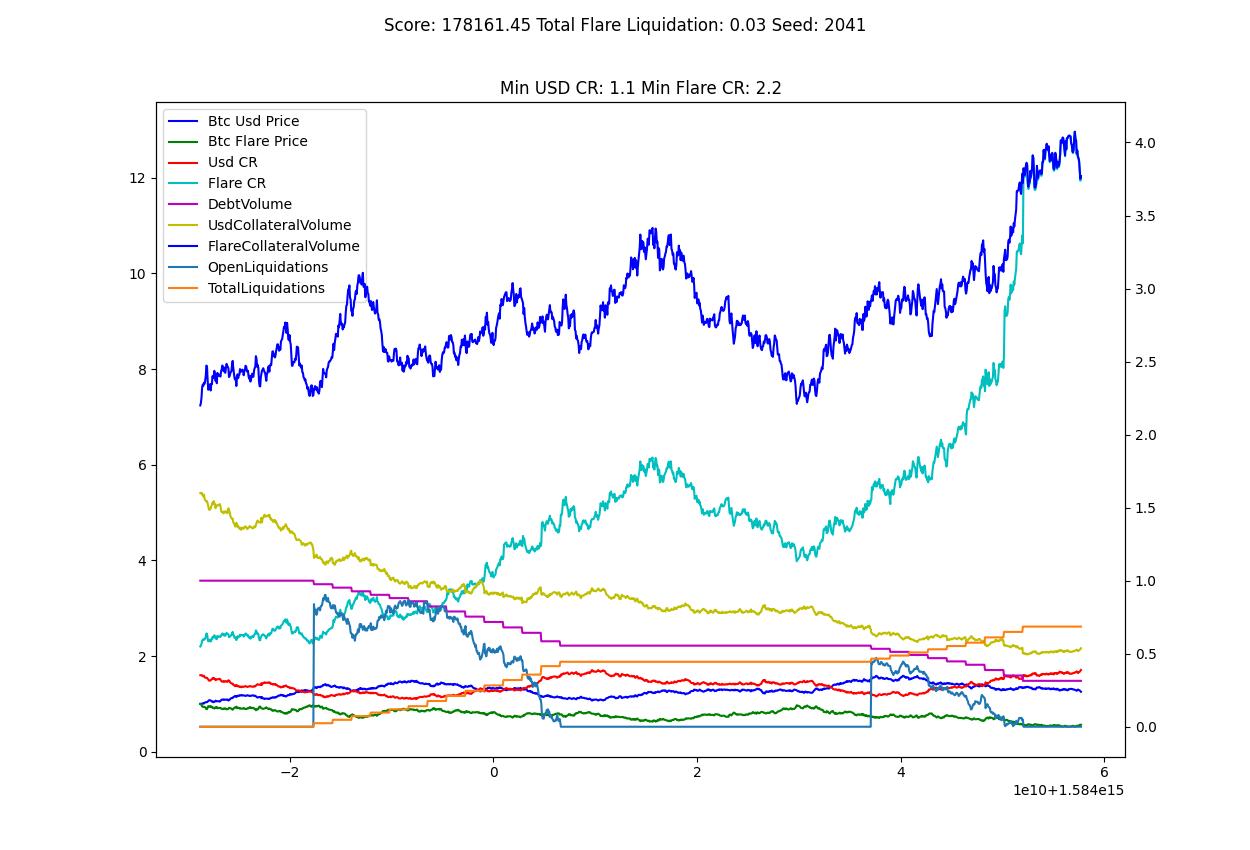 Score: 178161.45 Total Flare Liquidation: 0.03 Seed: 2041
Min USD CR: 1.1 Min Flare CR: 2.2
Btc Usd Price
Btc Flare Price
Usd CR
Flare CR
DebtVolume
UsdCollateralVolume
FlareCollateralVolume
OpenLiquidations
TotalLiquidations
12
10
8
6
4
2
0
4.0
3.5
3.0
2.5
2.0
1.5
1.0
0.5
0.0
−2
0
2
4
6
1e10+1.584e15